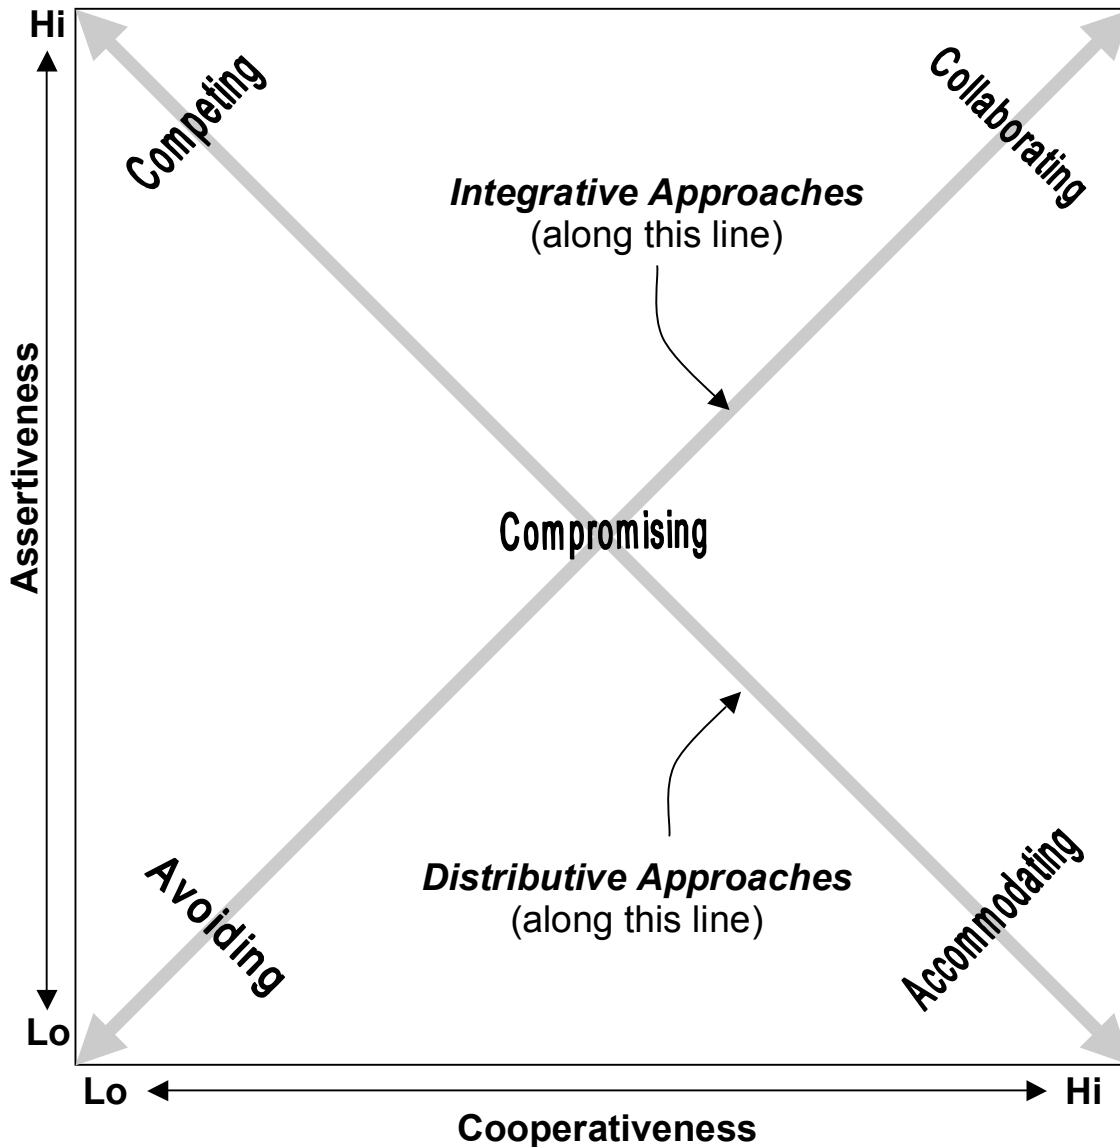 Hi
Competing
Collaborating
Integrative Approaches
(along this line)
Assertiveness
Compromising
Distributive Approaches
(along this line)
Avoiding
Accommodating
Lo
Lo
Hi
Cooperativeness